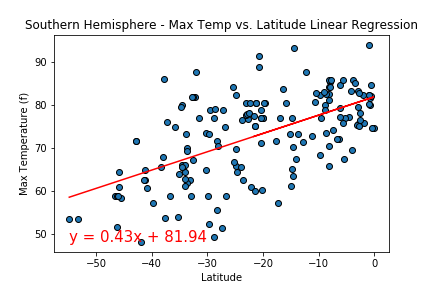 Southern Hemisphere - Max Temp vs. Latitude Linear Regression
Max Temperature (f)
90
80
70
60
50
y = 0.43x + 81.94
−50 −40 −30 −20 −10 0
Latitude